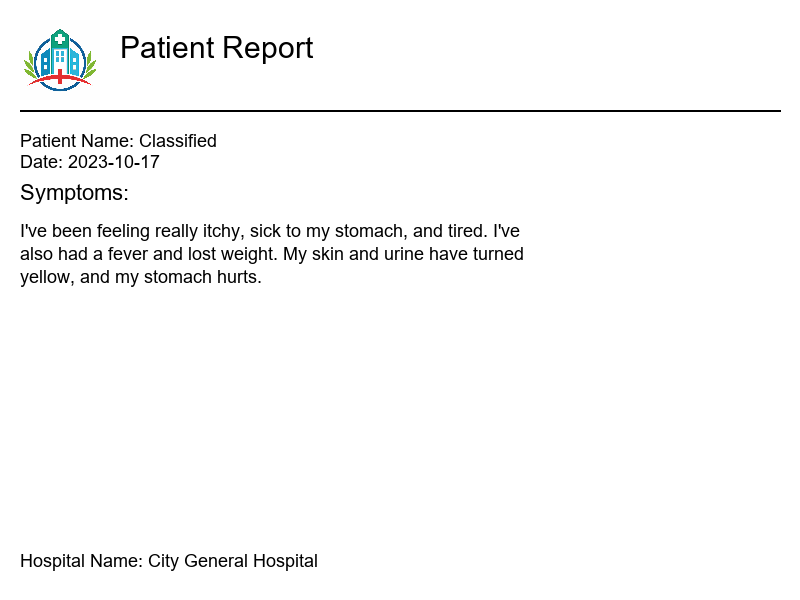 Patient Report
Patient Name: Classified
Date: 2023-10-17
Symptoms:
I've been feeling really itchy, sick to my stomach, and tired. I've
also had a fever and lost weight. My skin and urine have turned
yellow, and my stomach hurts.
Hospital Name: City General Hospital